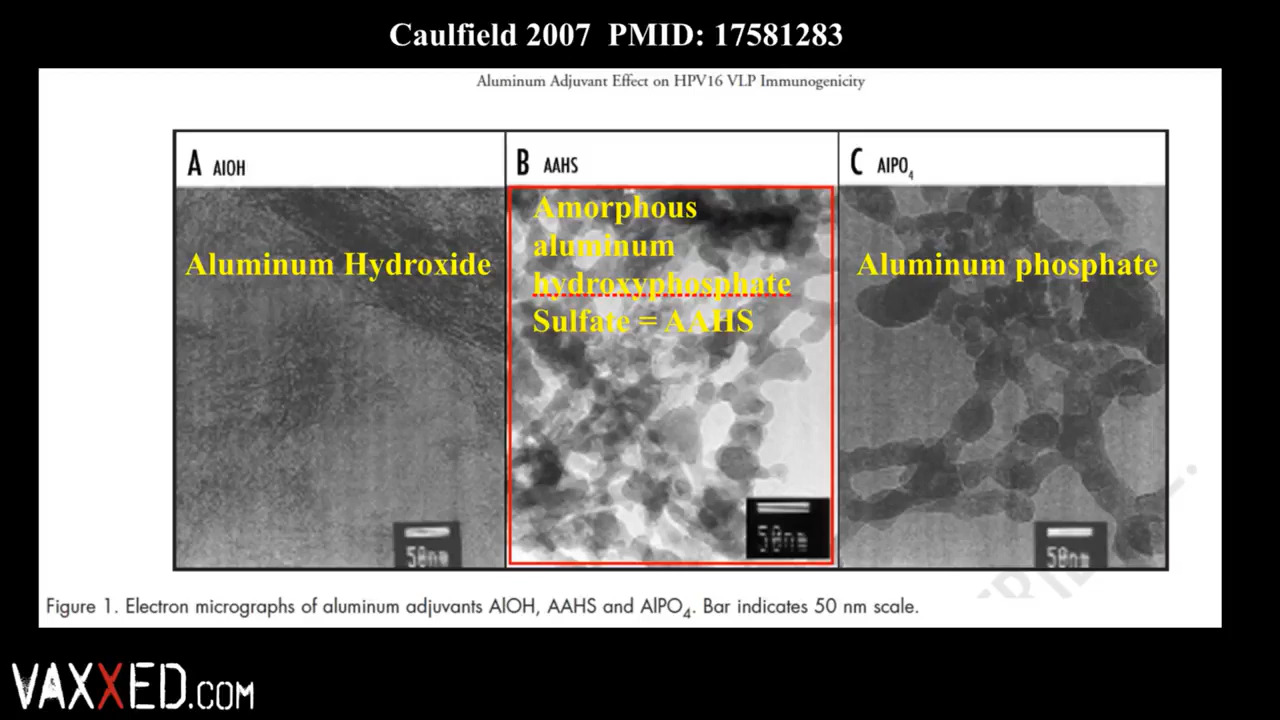 Caulfield 2007 PMID: 17581283
Aluminum Adjuvant Effect on HPV16 VLP Immunogenicity
A AlOH
B AAHS
C AlPO4
Aluminum Hydroxide
Amorphous
aluminum
hydroxyphosphate
Sulfate = AAHS
Aluminum phosphate
50nm
50nm
50nm
Figure 1. Electron micrographs of aluminum adjuvants AlOH, AAHS and AlPO4. Bar indicates 50 nm scale.
VAXXED.COM